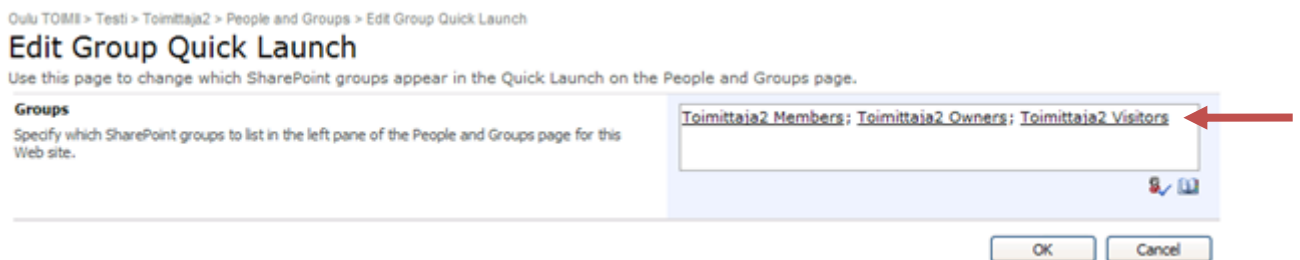 Oulu TOIMII > Testi > Toimittaja2 > People and Groups > Edit Group Quick Launch
Edit Group Quick Launch
Use this page to change which SharePoint groups appear in the Quick Launch on the People and Groups page.
Groups
Specify which SharePoint groups to list in the left pane of the People and Groups page for this
Web site.
Toimittaja2 Members; Toimittaja2 Owners; Toimittaja2 Visitors
OK
Cancel